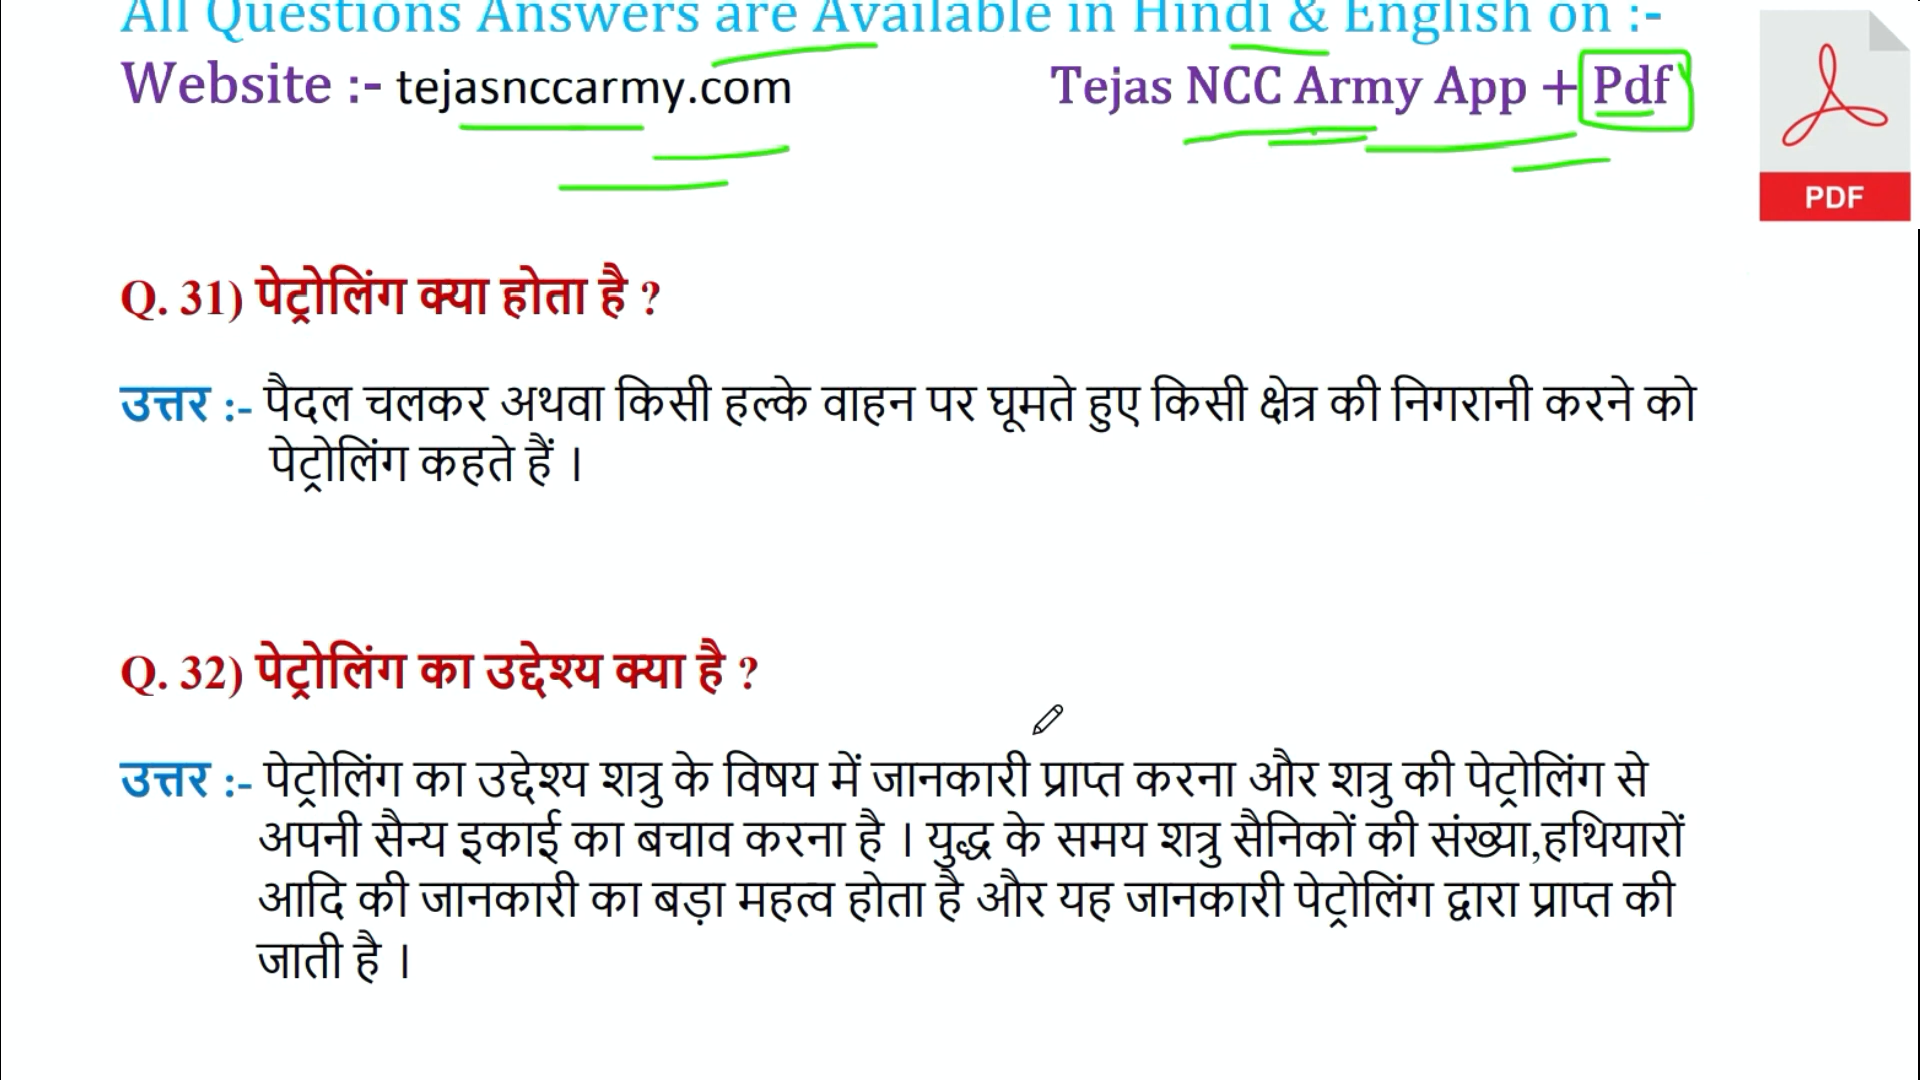 All Questions Answers are Available in Hindi & English on :-
Website :- tejasnccarmy.com Tejas NCC Army App + Pdf
PDF
Q. 31) पेट्रोलिंग क्या होता है ?
उत्तर :- पैदल चलकर अथवा किसी हल्के वाहन पर घूमते हुए किसी क्षेत्र की निगरानी करने को
पेट्रोलिंग कहते हैं ।
Q. 32) पेट्रोलिंग का उद्देश्य क्या है ?
उत्तर :- पेट्रोलिंग का उद्देश्य शत्रु के विषय में जानकारी प्राप्त करना और शत्रु की पेट्रोलिंग से
अपनी सैन्य इकाई का बचाव करना है । युद्ध के समय शत्रु सैनिकों की संख्या,हथियारों
आदि की जानकारी का बड़ा महत्व होता है और यह जानकारी पेट्रोलिंग द्वारा प्राप्त की
जाती है ।